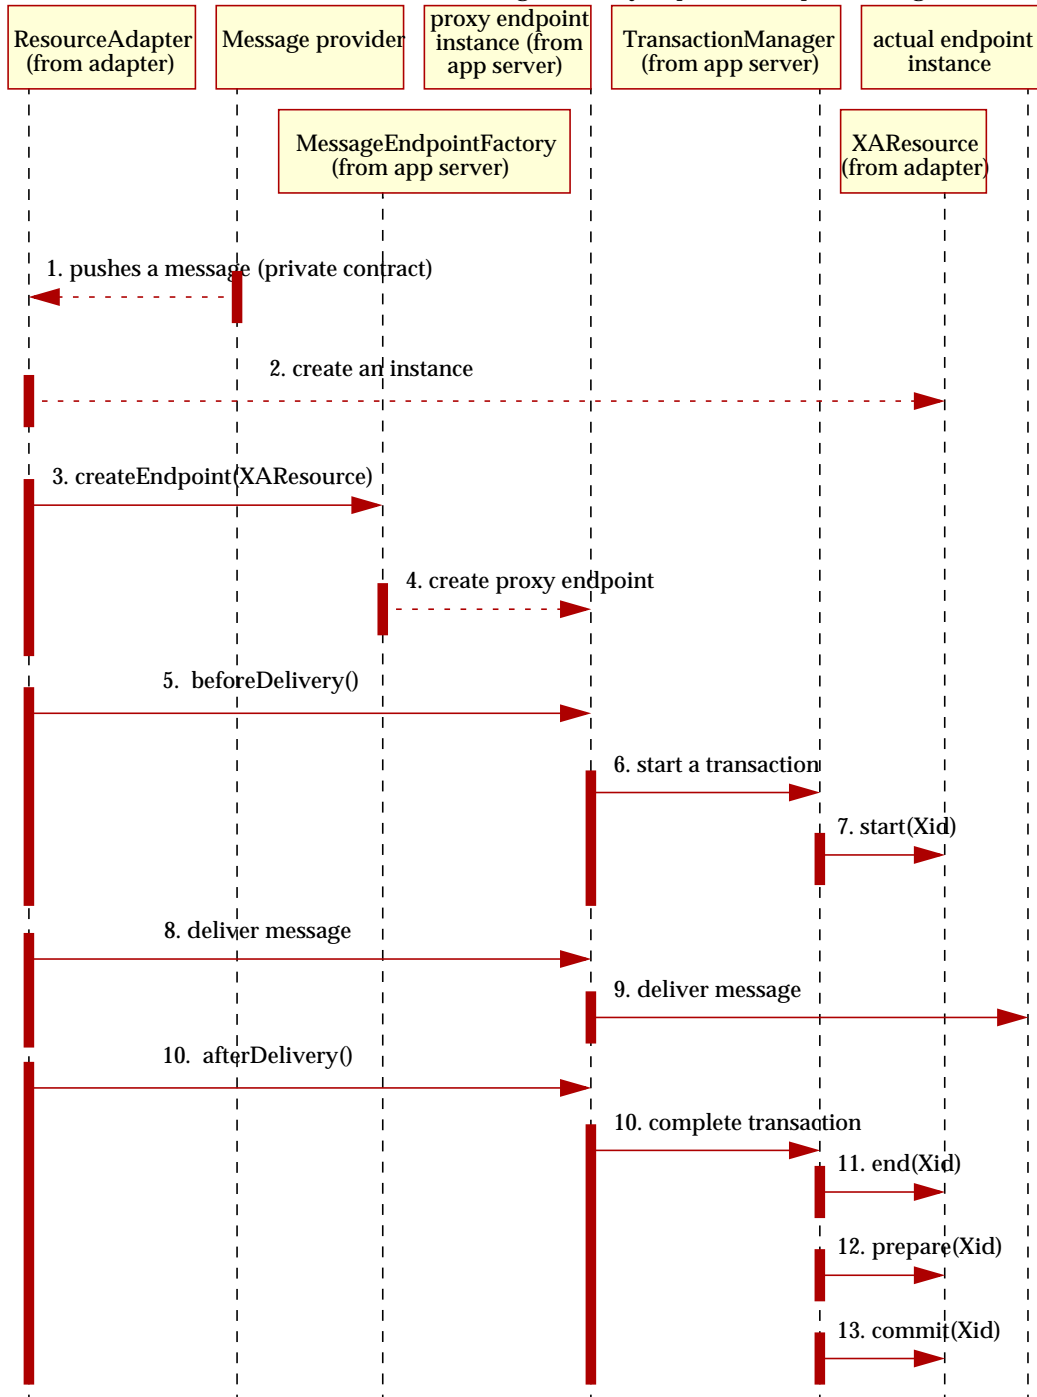 ResourceAdapter
(from adapter)
Message provider
proxy endpoint
instance (from
app server)
TransactionManager
(from app server)
actual endpoint
instance
MessageEndpointFactory
(from app server)
XAResource
(from adapter)
1. pushes a message (private contract)
2. create an instance
3. createEndpoint(XAResource)
4. create proxy endpoint
5. beforeDelivery()
6. start a transaction
7. start(Xid)
8. deliver message
9. deliver message
10. afterDelivery()
10. complete transaction
11. end(Xid)
12. prepare(Xid)
13. commit(Xid)